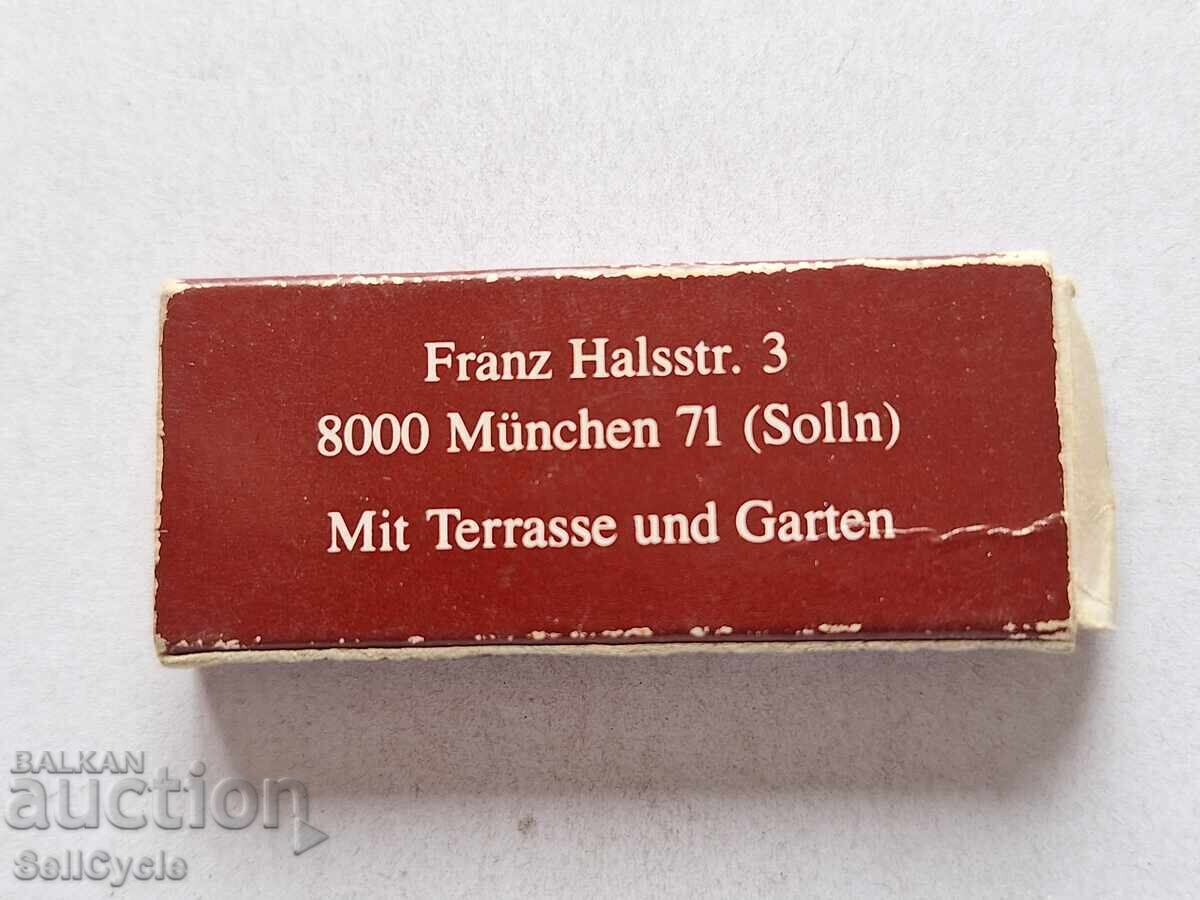 Franz Halsstr. 3
8000 München 71 (Solln)
Mit Terrasse und Garten
BALKAN
auction
SellCycle